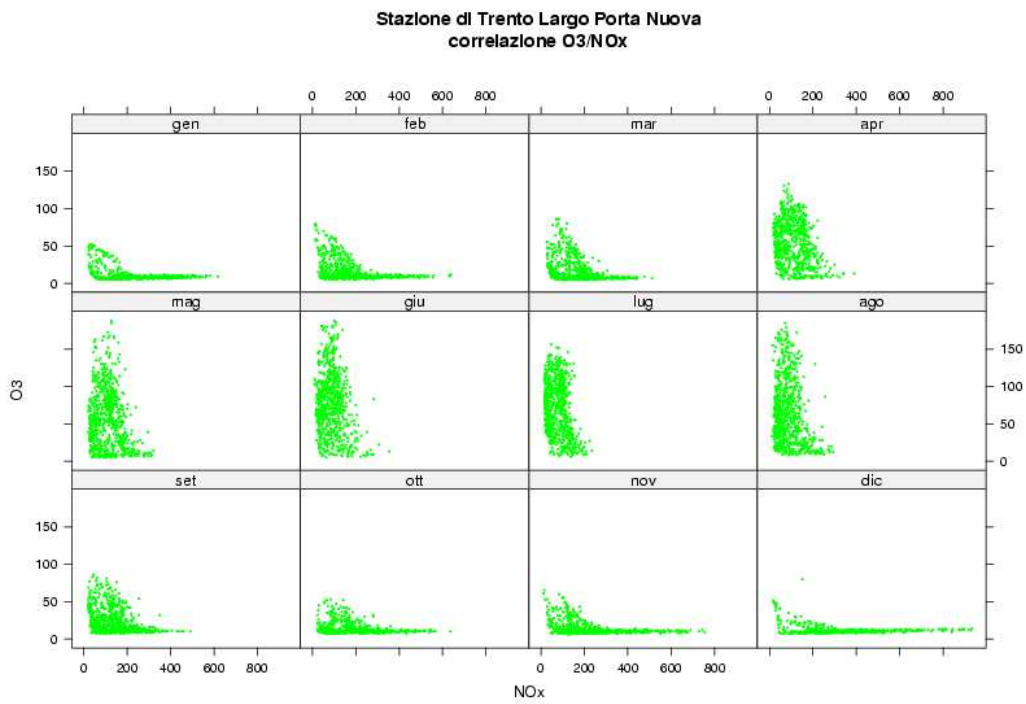 Stazione di Trento Largo Porta Nuova
correlazione O3/NOx
0 200 400 600 800 0 200 400 600 800
gen feb mar apr
150
100
50
0
mag giu lug ago
150
100
50
0
O3
set ott nov dic
150
100
50
0
0 200 400 600 800 0 200 400 600 800
NOx